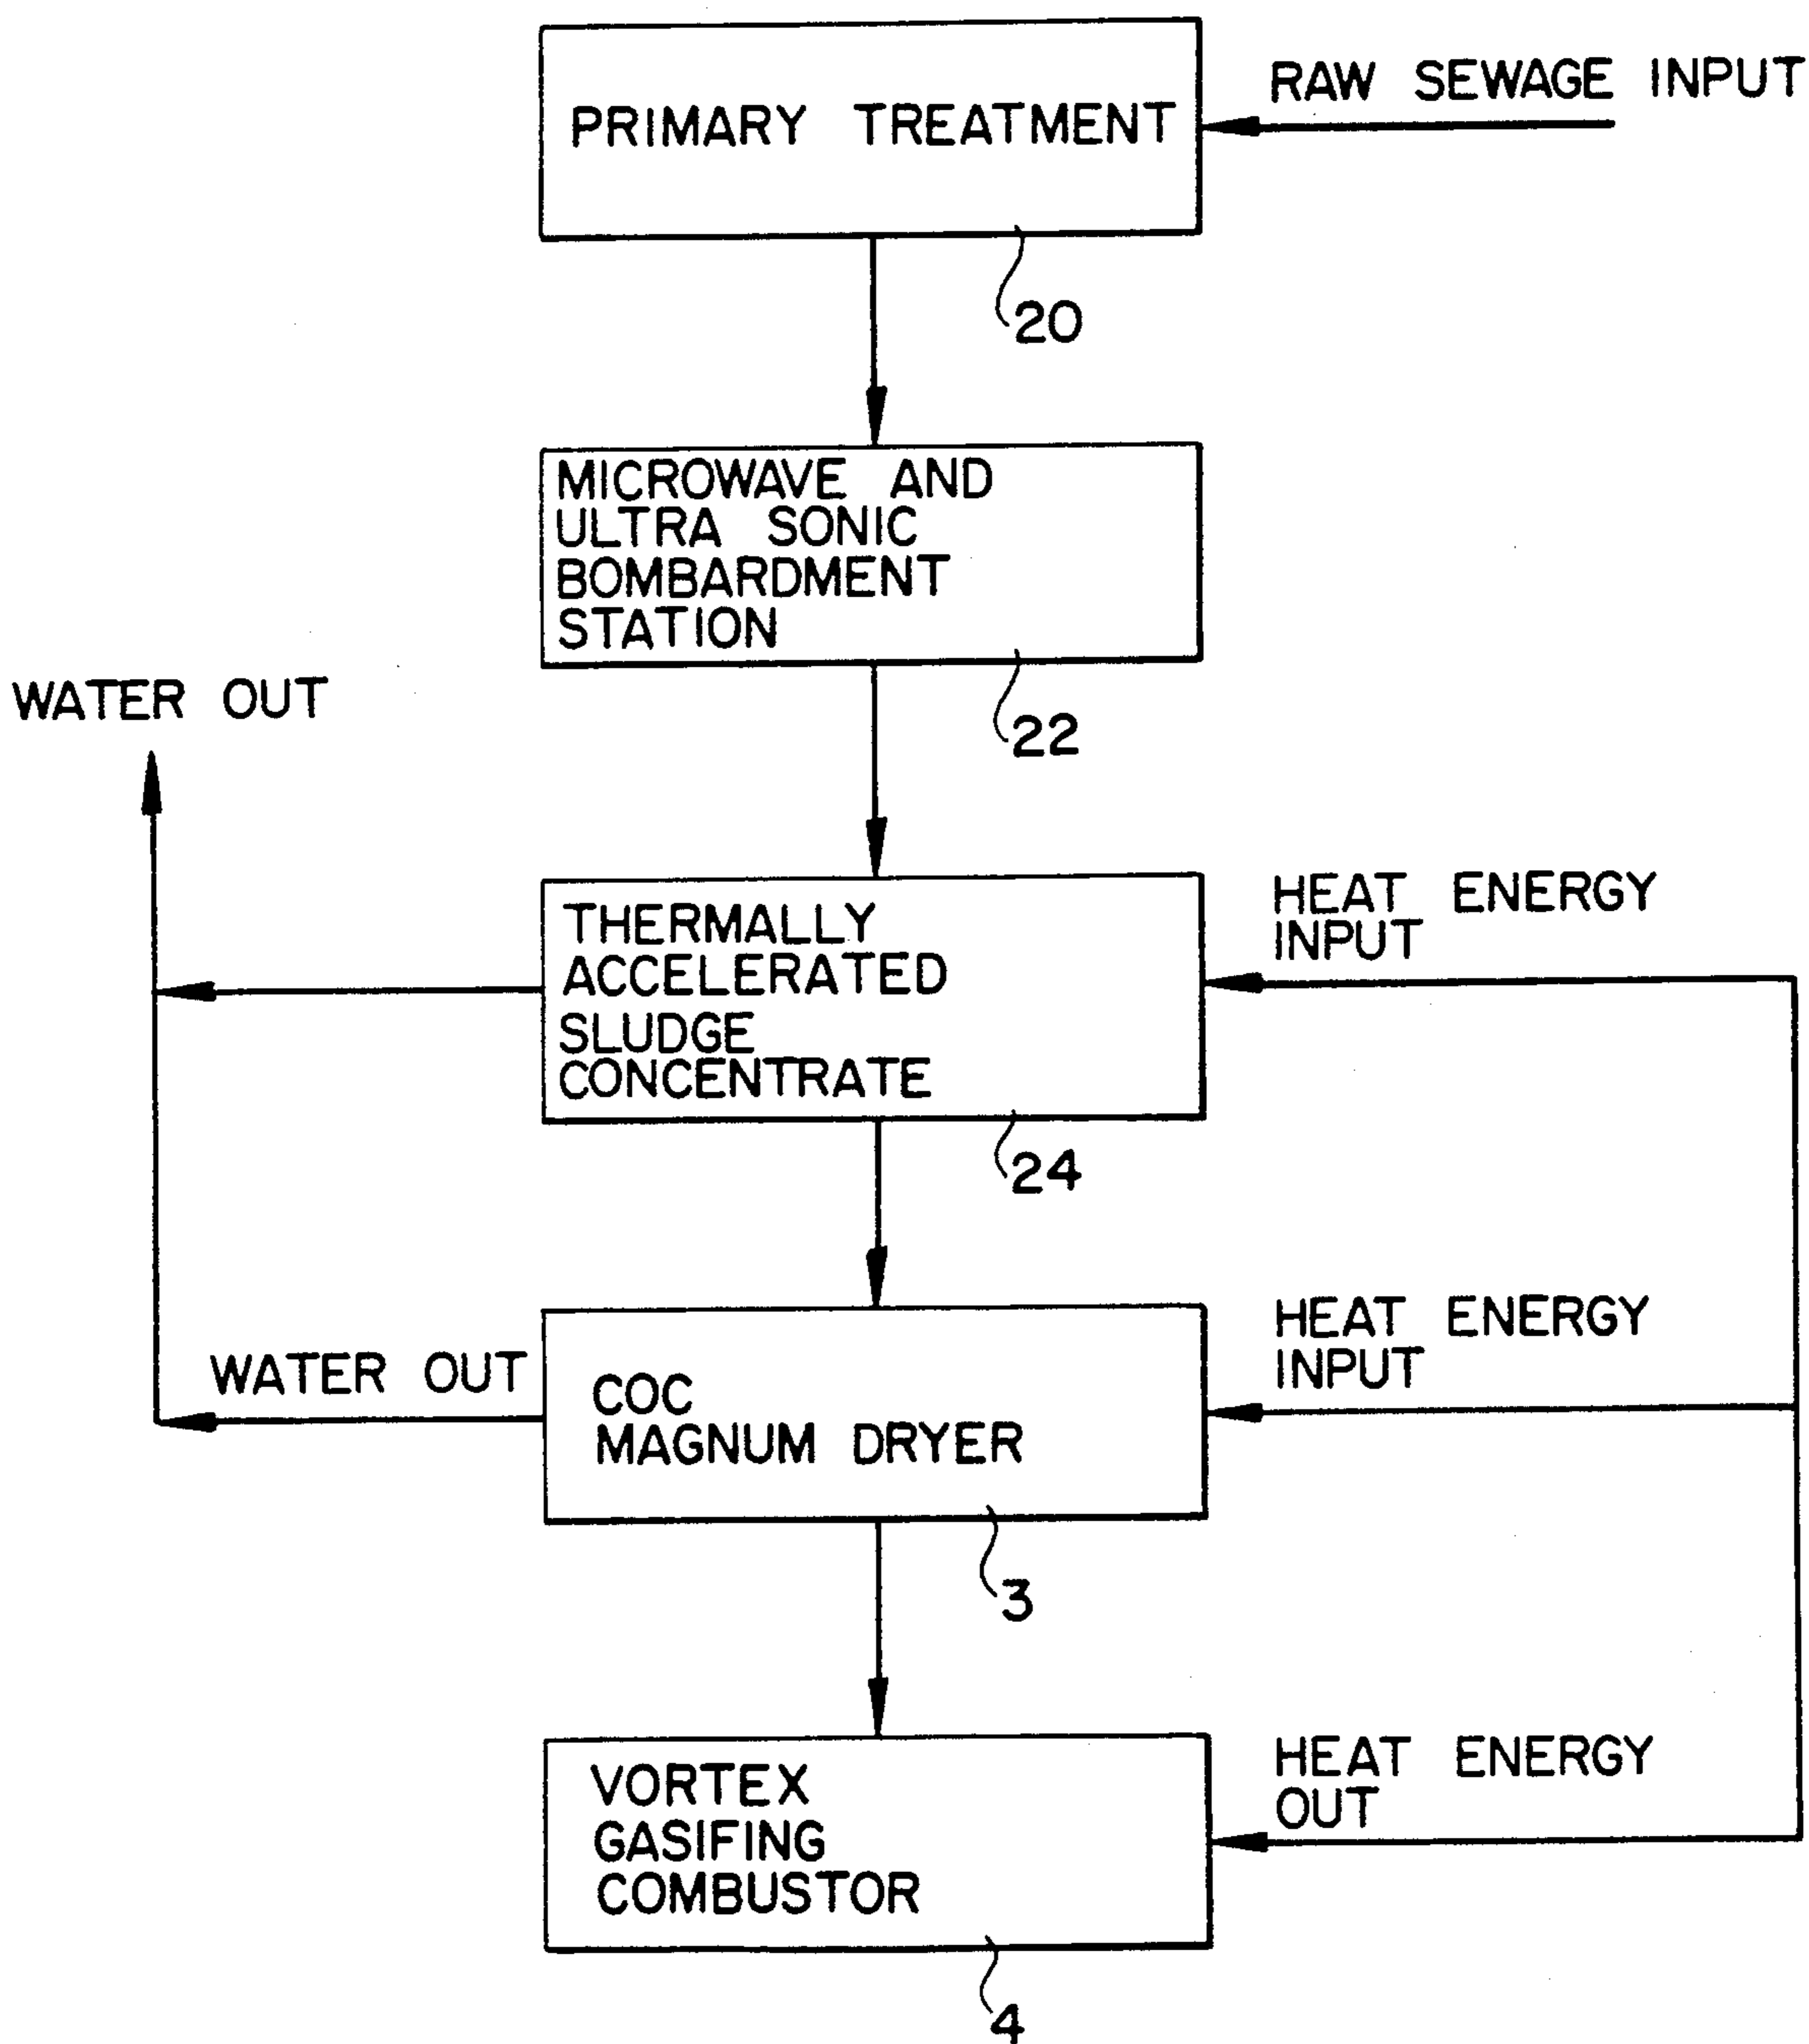 PRIMARY TREATMENT
RAW SEWAGE INPUT
20
MICROWAVE AND
ULTRA SONIC
BOMBARDMENT
STATION
22
WATER OUT
THERMALLY
ACCELERATED
SLUDGE
CONCENTRATE
24
HEAT ENERGY
INPUT
WATER OUT
COC
MAGNUM DRYER
3
HEAT ENERGY
INPUT
VORTEX
GASIFING
COMBUSTOR
4
HEAT ENERGY
OUT